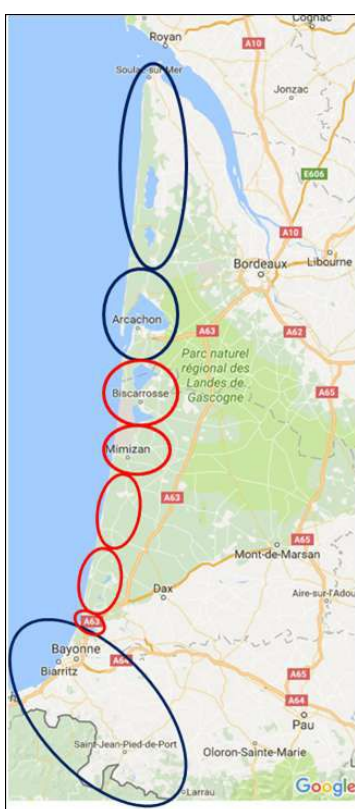 Cognac
Royan
A10
Soulac-sur-Mer
Jonzac
E606
A10
Bordeaux
Libourne
Arcachon
A63
A62
Parc naturel
régional des
Landes de
Gascogne
Biscarrosse
A65
Mimizan
A63
A65
Mont-de-Marsan
Dax
Aire-sur-l'Adou
A63
Bayonne
A64
Biarritz
A65
A64
Pau
Saint-Jean-Pied-de-Port
Oloron-Sainte-Marie
Larrau
Google